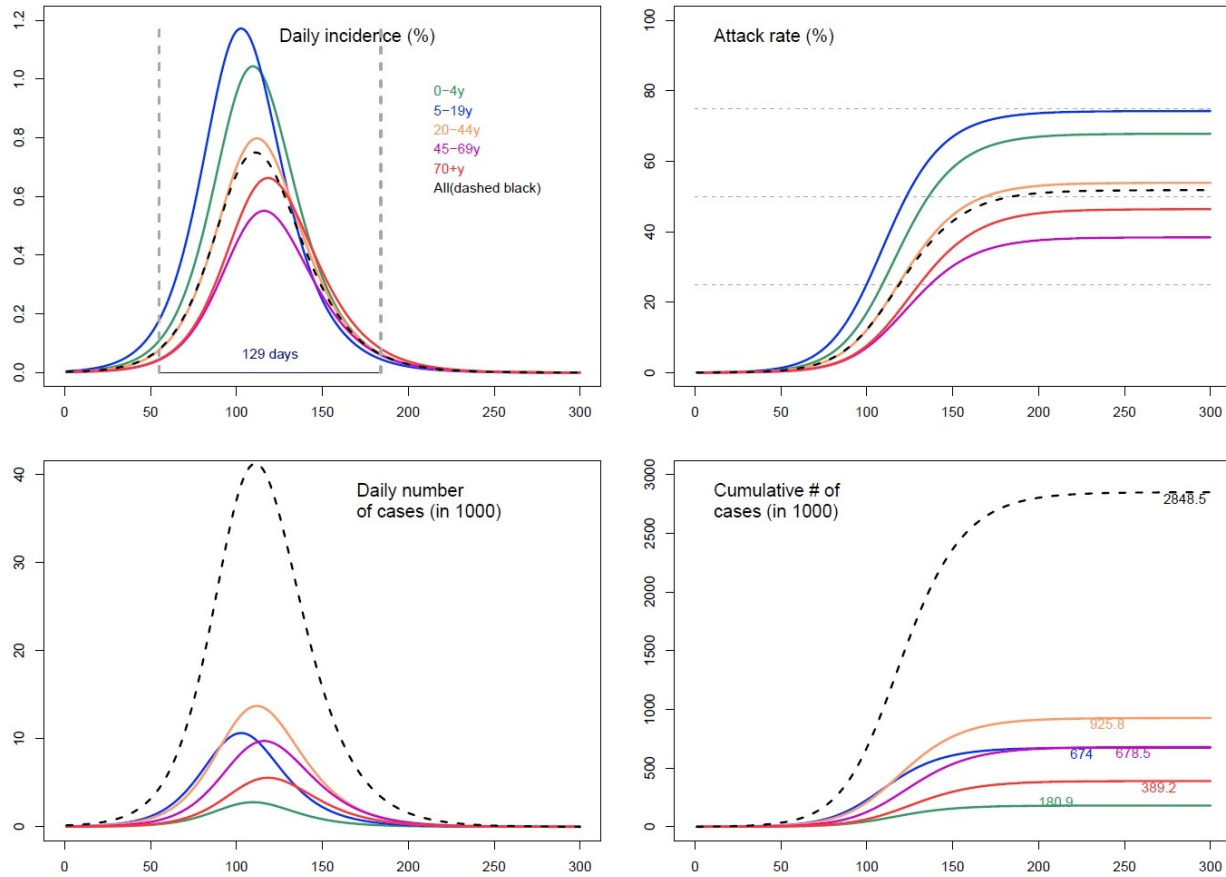 Daily incidence (%)
1.2
1.0
0.8
0.6
0.4
0.2
0.0
0-4y
5-19y
20-44y
45-69y
70+y
All(dashed black)
129 days
0 50 100 150 200 250 300
Attack rate (%)
100
80
60
40
20
0
0 50 100 150 200 250 300
Daily number
of cases (in 1000)
40
30
20
10
0
0 50 100 150 200 250 300
Cumulative # of
cases (in 1000)
3000
2500
2000
1500
1000
500
0
2848.5
925.8
674
678.5
389.2
180.9
0 50 100 150 200 250 300